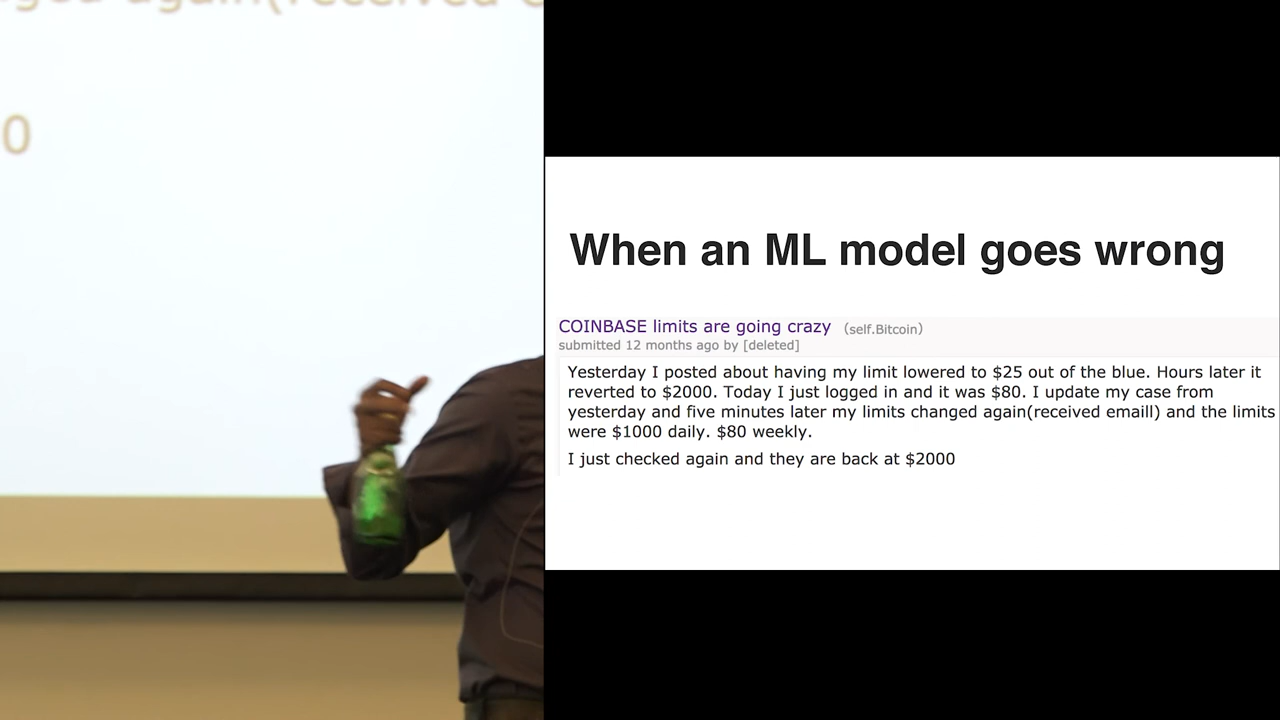 ged again(received e
0
When an ML model goes wrong
COINBASE limits are going crazy (self.Bitcoin)
submitted 12 months ago by [deleted]
Yesterday I posted about having my limit lowered to $25 out of the blue. Hours later it
reverted to $2000. Today I just logged in and it was $80. I update my case from
yesterday and five minutes later my limits changed again(received emaill) and the limits
were $1000 daily. $80 weekly.
I just checked again and they are back at $2000